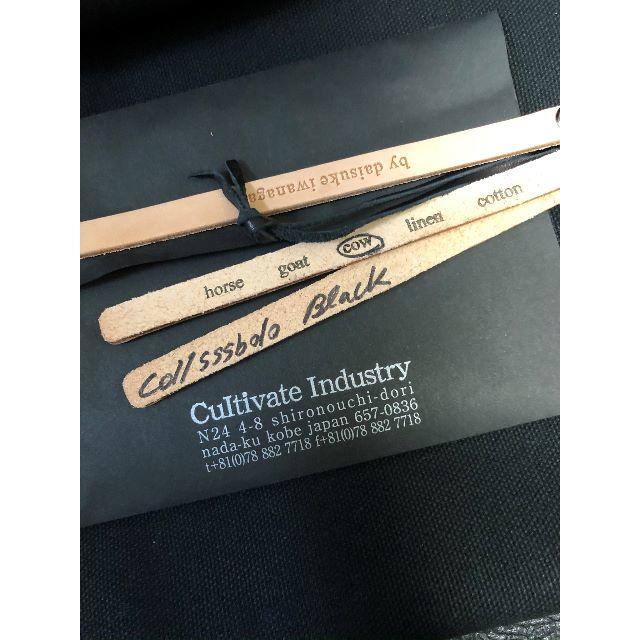 by daisuke iwanaga
horse goat cow linen cotton
Coll sssbolo Black
Cultivate Industry
N24 4-8 shironouchi-dori
nada-ku kobe japan 657-0836
t+81(0)78 882 7718 f+81(0)78 882 7718